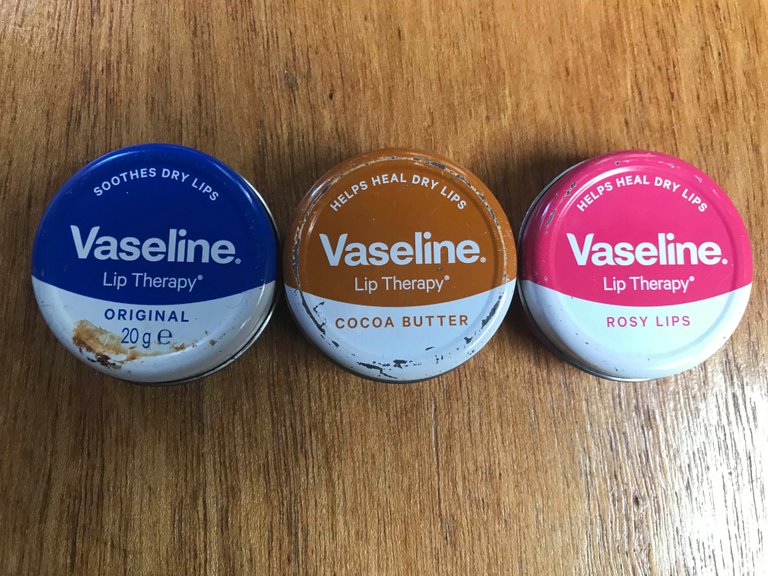 SOOTHES DRY LIPS
Vaseline.
Lip Therapy®
ORIGINAL
20 g ℮
HELPS HEAL DRY LIPS
Vaseline.
Lip Therapy®
COCOA BUTTER
HELPS HEAL DRY LIPS
Vaseline.
Lip Therapy®
ROSY LIPS